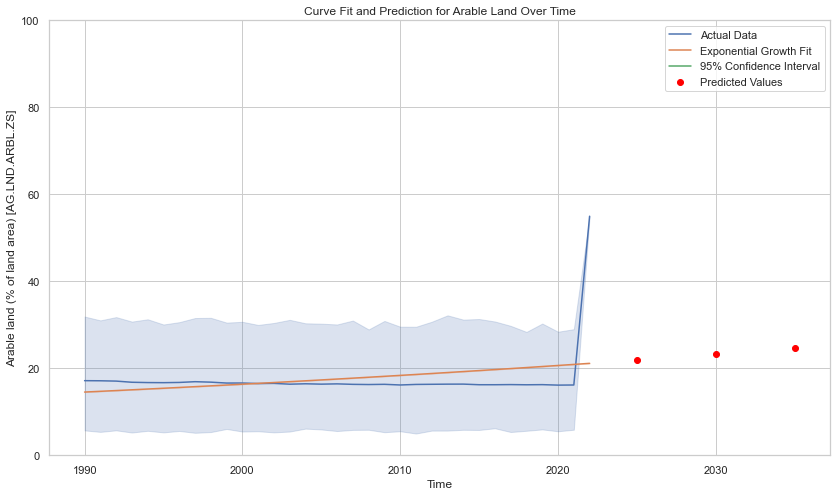 Curve Fit and Prediction for Arable Land Over Time
Arable land (% of land area) [AG.LND.ARBL.ZS]
100
80
60
40
20
0
Actual Data
Exponential Growth Fit
95% Confidence Interval
Predicted Values
1990
2000
2010
2020
2030
Time